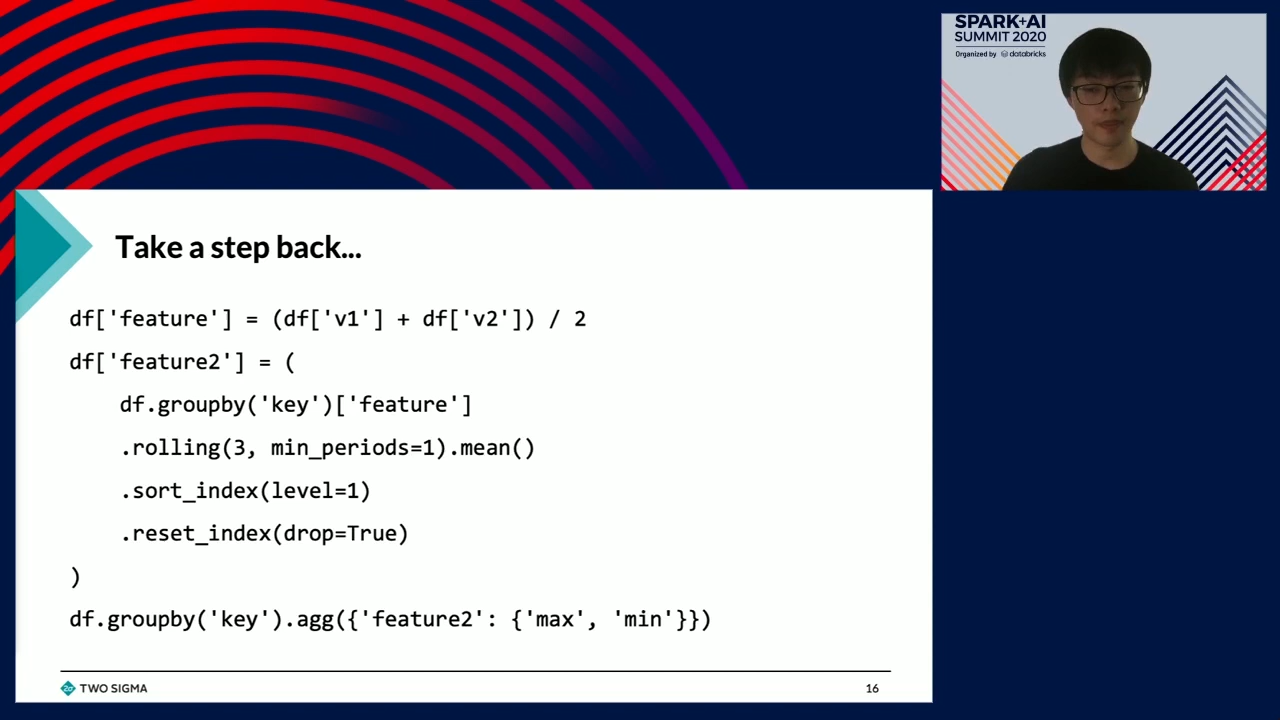 SPARK+AI
SUMMIT 2020
Organized by databricks
Take a step back...
df['feature'] = (df['v1'] + df['v2']) / 2
df['feature2'] = (
df.groupby('key')['feature']
.rolling(3, min_periods=1).mean()
.sort_index(level=1)
.reset_index(drop=True)
)
df.groupby('key').agg({'feature2': {'max', 'min'}})
TWO SIGMA
16